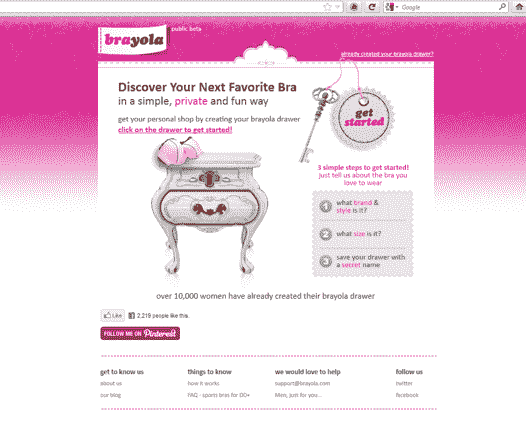 Google
public beta
brayola
already created your brayola drawer?
Discover Your Next Favorite Bra
in a simple, private and fun way
get your personal shop by creating your brayola drawer
click on the drawer to get started!
get
started
3 simple steps to get started!
just tell us about the bra you
love to wear
1 what brand &
style is it?
2 what size is it?
3 save your drawer with
a secret name
over 10,000 women have already created their brayola drawer
Like 2,219 people like this.
FOLLOW ME ON Pinterest
get to know us
about us
our blog
things to know
how it works
FAQ - sports bras for DD+
we would love to help
support@brayola.com
Men, just for you...
follow us
twitter
facebook